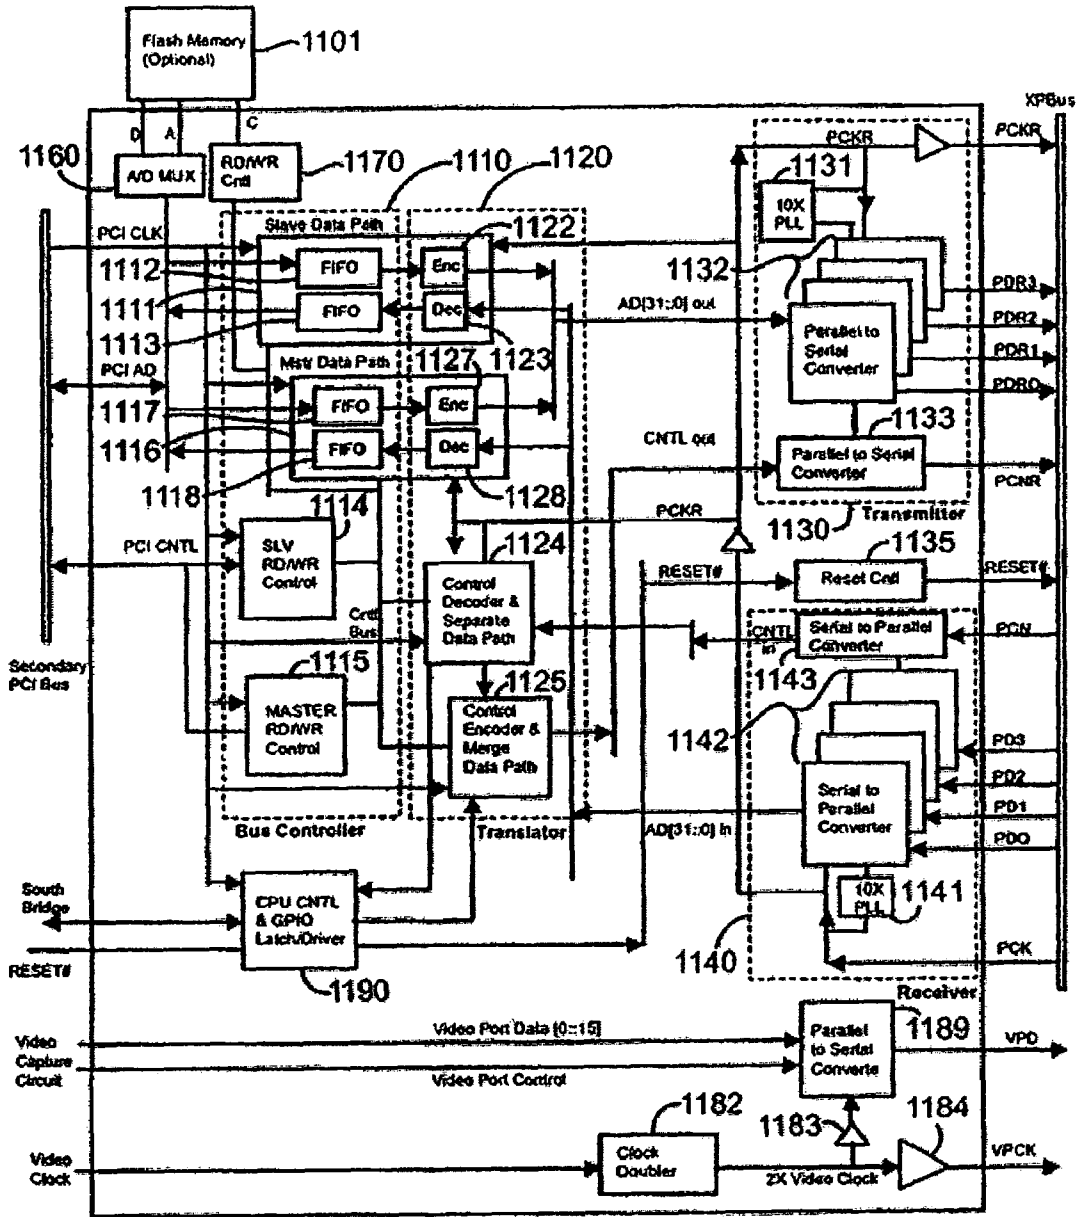 Flash Memory
(Optional)
1101
D
A
C
XPBus
1160
A/D MUX
RD/WR
Cntl
1170
1110
1120
PCKR
PCKR
1131
10X
PLL
PCI CLK
Slave Data Path
1122
1112
FIFO
Enc
1132
1111
FIFO
Dec
AD[31::0] out
PDR3
1113
Mstr Data Path
1127
1123
Parallel to
Serial
Converter
PDR2
PDR1
PCI AD
PDR0
1117
FIFO
Enc
1133
1116
FIFO
Dec
CNTL out
Parallel to Serial
Converter
PCNR
1118
1128
1114
PCKR
1130
Transmitter
PCI CNTL
SLV
RD/WR
Control
1124
1135
Control
Decoder &
Separate
Data Path
RESET#
Reset Cntl
RESET#
Cntl
Bus
CNTL
in
Serial to Parallel
Converter
PCN
Secondary
PCI Bus
1115
1125
1143
MASTER
RD/WR
Control
Control
Encoder &
Merge
Data Path
1142
PD3
PD2
Serial to
Parallel
Converter
PD1
Bus Controller
Translator
AD[31::0] in
PD0
South
Bridge
CPU CNTL
& GPIO
Latch/Driver
10X
PLL
1141
RESET#
1140
PCK
1190
Receiver
1189
Video
Capture
Circuit
Video Port Data [0::15]
Parallel
to Serial
Converte
VPD
Video Port Control
1182
1183
1184
Video
Clock
Clock
Doubler
2X Video Clock
VPCK